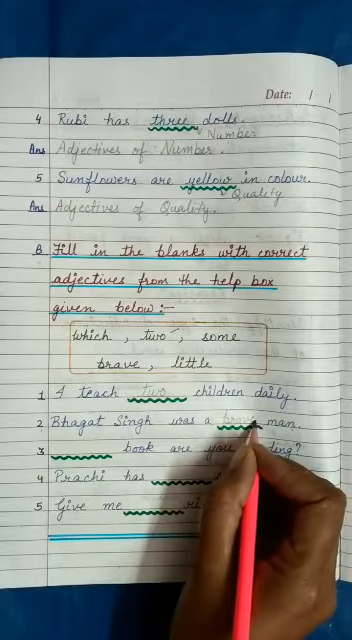 Date: / /
4 Rubi has three dolls.
Number
Ans Adjectives of Number.
5 Sunflowers are yellow in colour.
Quality
Ans Adjectives of Quality.
B Fill in the blanks with correct
adjectives from the help box
given below:-
which, two, some
brave, little
1 I teach two children daily.
2 Bhagat Singh was a brave man.
3 book are you ding?
4 Prachi has
5 Give me